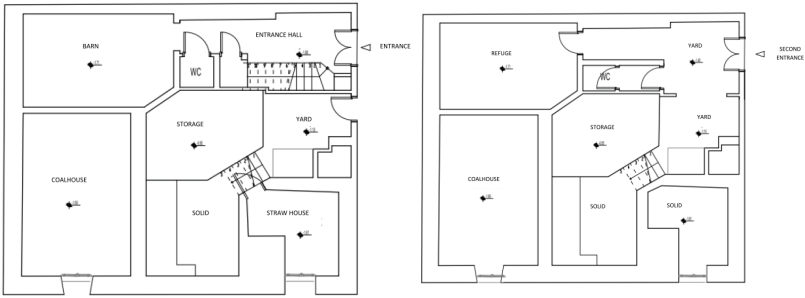 BARN
ENTRANCE HALL
ENTRANCE
WC
STORAGE
YARD
COALHOUSE
SOLID
STRAW HOUSE
REFUGE
YARD
SECOND
ENTRANCE
WC
STORAGE
YARD
COALHOUSE
SOLID
SOLID